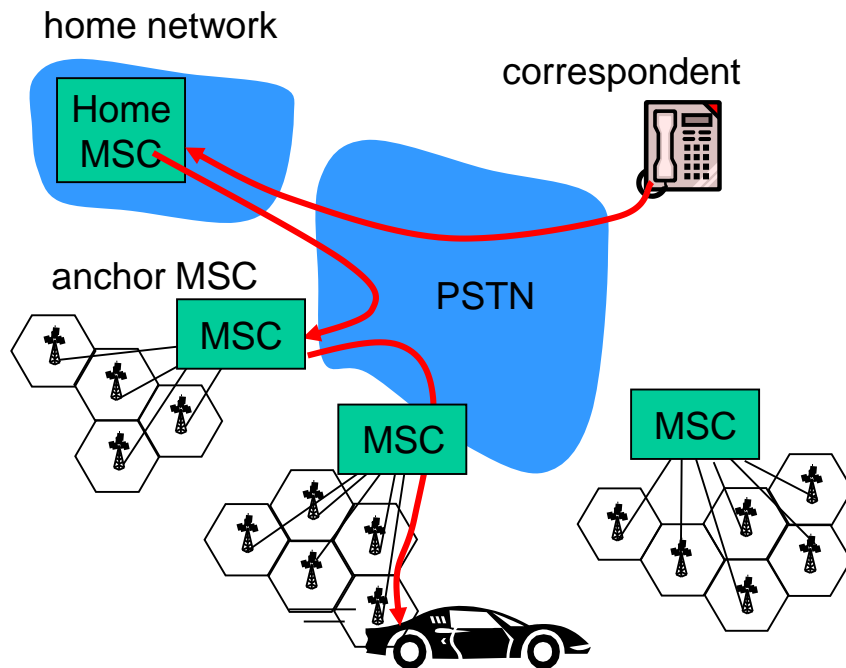 home network
correspondent
Home
MSC
anchor MSC
PSTN
MSC
MSC
MSC